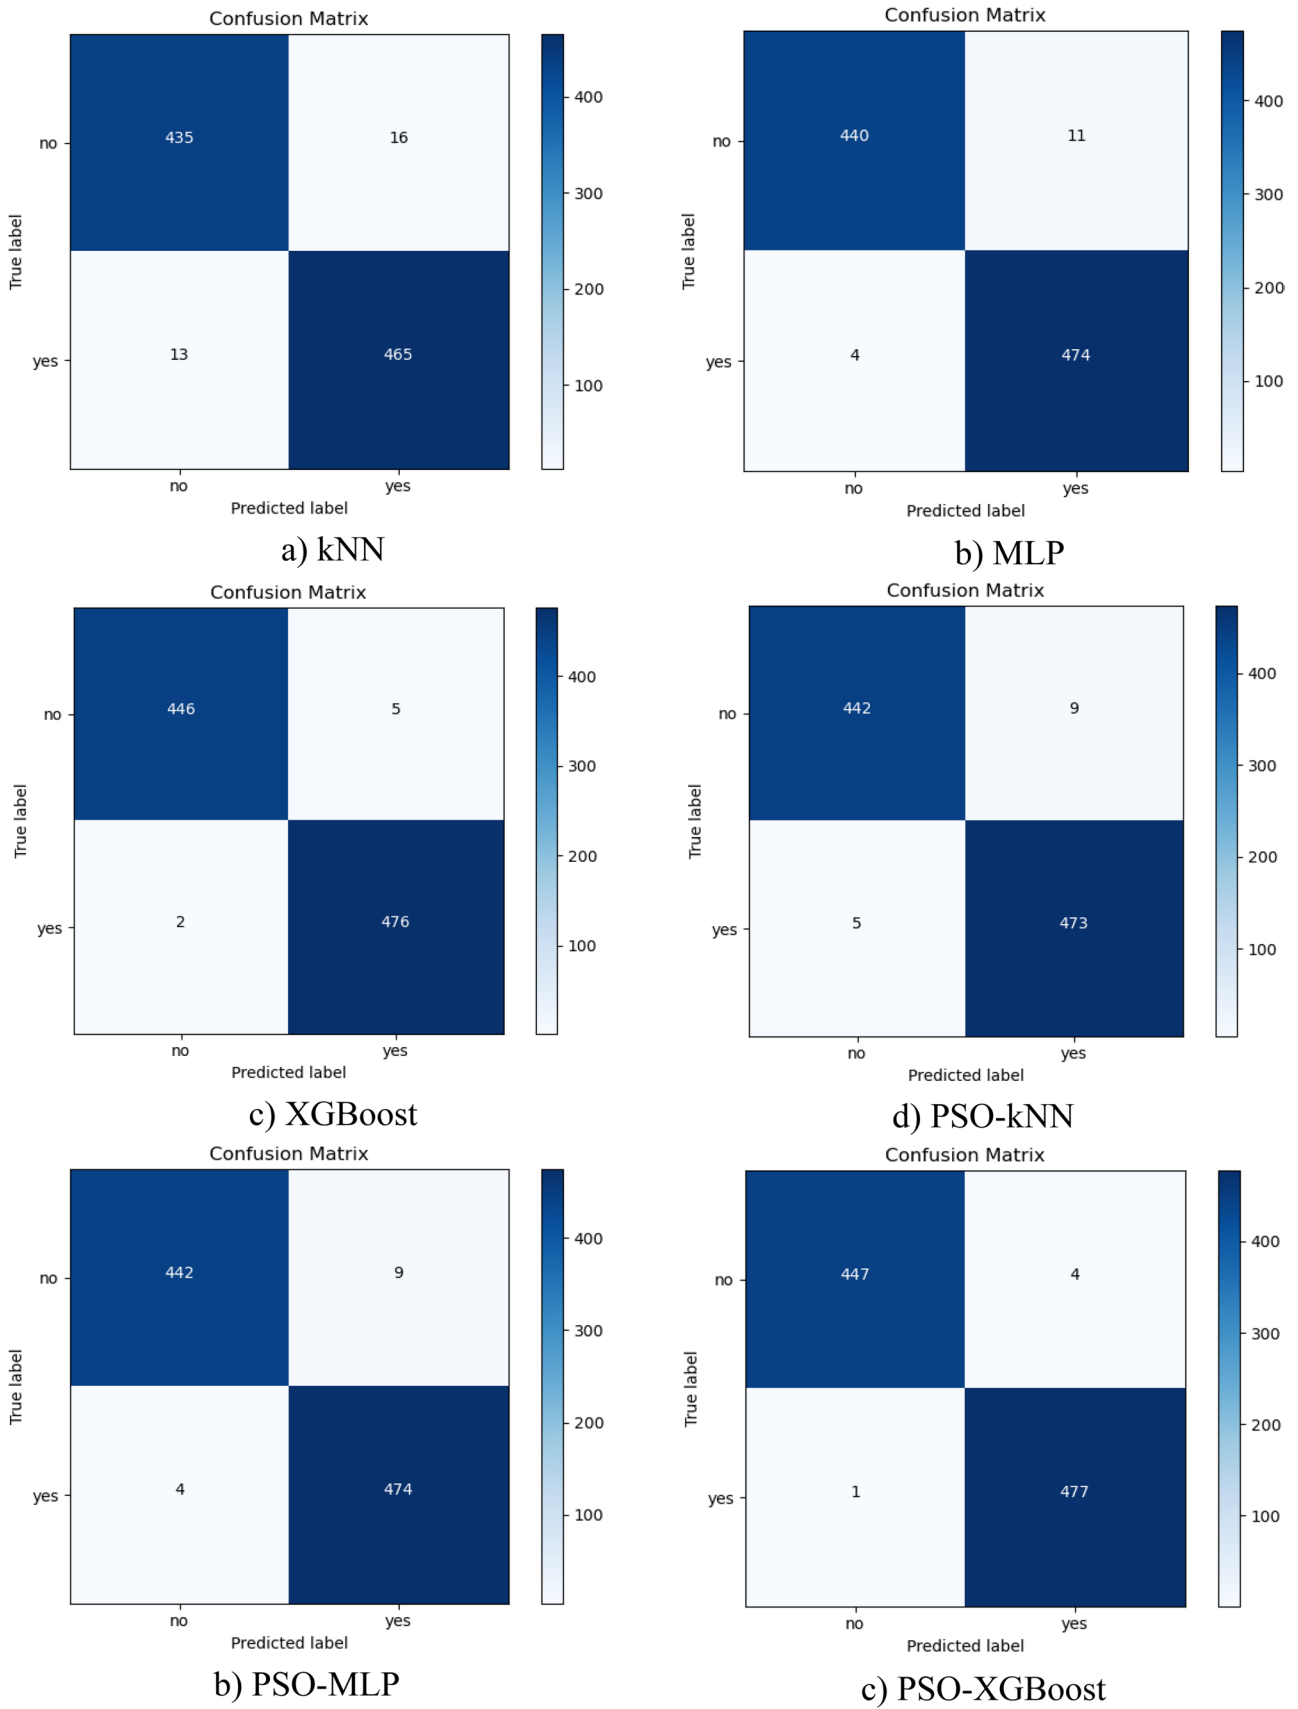 Confusion Matrix
True label
no
yes
435
16
13
465
400
300
200
100
no
yes
Predicted label
a) kNN
Confusion Matrix
True label
no
yes
440
11
4
474
400
300
200
100
no
yes
Predicted label
b) MLP
Confusion Matrix
True label
no
yes
446
5
2
476
400
300
200
100
no
yes
Predicted label
c) XGBoost
Confusion Matrix
True label
no
yes
442
9
5
473
400
300
200
100
no
yes
Predicted label
d) PSO-kNN
Confusion Matrix
True label
no
yes
442
9
4
474
400
300
200
100
no
yes
Predicted label
b) PSO-MLP
Confusion Matrix
True label
no
yes
447
4
1
477
400
300
200
100
no
yes
Predicted label
c) PSO-XGBoost